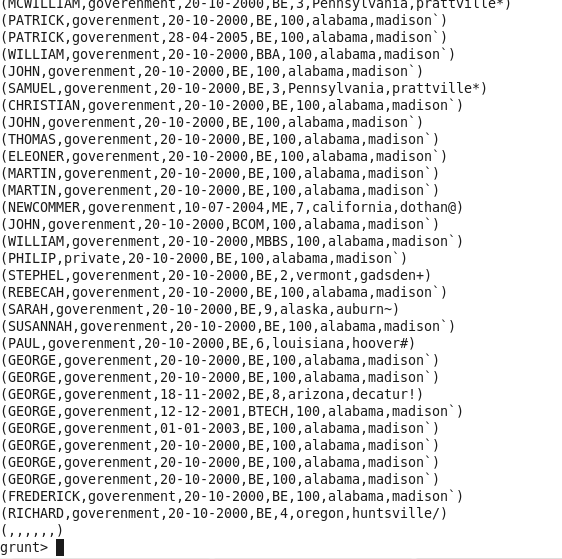 (MCWILLIAM,goverenment,20-10-2000,BE,3,Pennsylvania,prattville*)
(PATRICK,goverenment,20-10-2000,BE,100,alabama,madison`)
(PATRICK,goverenment,28-04-2005,BE,100,alabama,madison`)
(WILLIAM,goverenment,20-10-2000,BBA,100,alabama,madison`)
(JOHN,goverenment,20-10-2000,BE,100,alabama,madison`)
(SAMUEL,goverenment,20-10-2000,BE,3,Pennsylvania,prattville*)
(CHRISTIAN,goverenment,20-10-2000,BE,100,alabama,madison`)
(JOHN,goverenment,20-10-2000,BE,100,alabama,madison`)
(THOMAS,goverenment,20-10-2000,BE,100,alabama,madison`)
(ELEONER,goverenment,20-10-2000,BE,100,alabama,madison`)
(MARTIN,goverenment,20-10-2000,BE,100,alabama,madison`)
(MARTIN,goverenment,20-10-2000,BE,100,alabama,madison`)
(NEWCOMMER,goverenment,10-07-2004,ME,7,california,dothan@)
(JOHN,goverenment,20-10-2000,BCOM,100,alabama,madison`)
(WILLIAM,goverenment,20-10-2000,MBBS,100,alabama,madison`)
(PHILIP,private,20-10-2000,BE,100,alabama,madison`)
(STEPHEL,goverenment,20-10-2000,BE,2,vermont,gadsden+)
(REBECAH,goverenment,20-10-2000,BE,100,alabama,madison`)
(SARAH,goverenment,20-10-2000,BE,9,alaska,auburn~)
(SUSANNAH,goverenment,20-10-2000,BE,100,alabama,madison`)
(PAUL,goverenment,20-10-2000,BE,6,louisiana,hoover#)
(GEORGE,goverenment,20-10-2000,BE,100,alabama,madison`)
(GEORGE,goverenment,20-10-2000,BE,100,alabama,madison`)
(GEORGE,goverenment,18-11-2002,BE,8,arizona,decatur!)
(GEORGE,goverenment,12-12-2001,BTECH,100,alabama,madison`)
(GEORGE,goverenment,01-01-2003,BE,100,alabama,madison`)
(GEORGE,goverenment,20-10-2000,BE,100,alabama,madison`)
(GEORGE,goverenment,20-10-2000,BE,100,alabama,madison`)
(GEORGE,goverenment,20-10-2000,BE,100,alabama,madison`)
(FREDERICK,goverenment,20-10-2000,BE,100,alabama,madison`)
(RICHARD,goverenment,20-10-2000,BE,4,oregon,huntsville/)
(,,,,,,)
grunt>